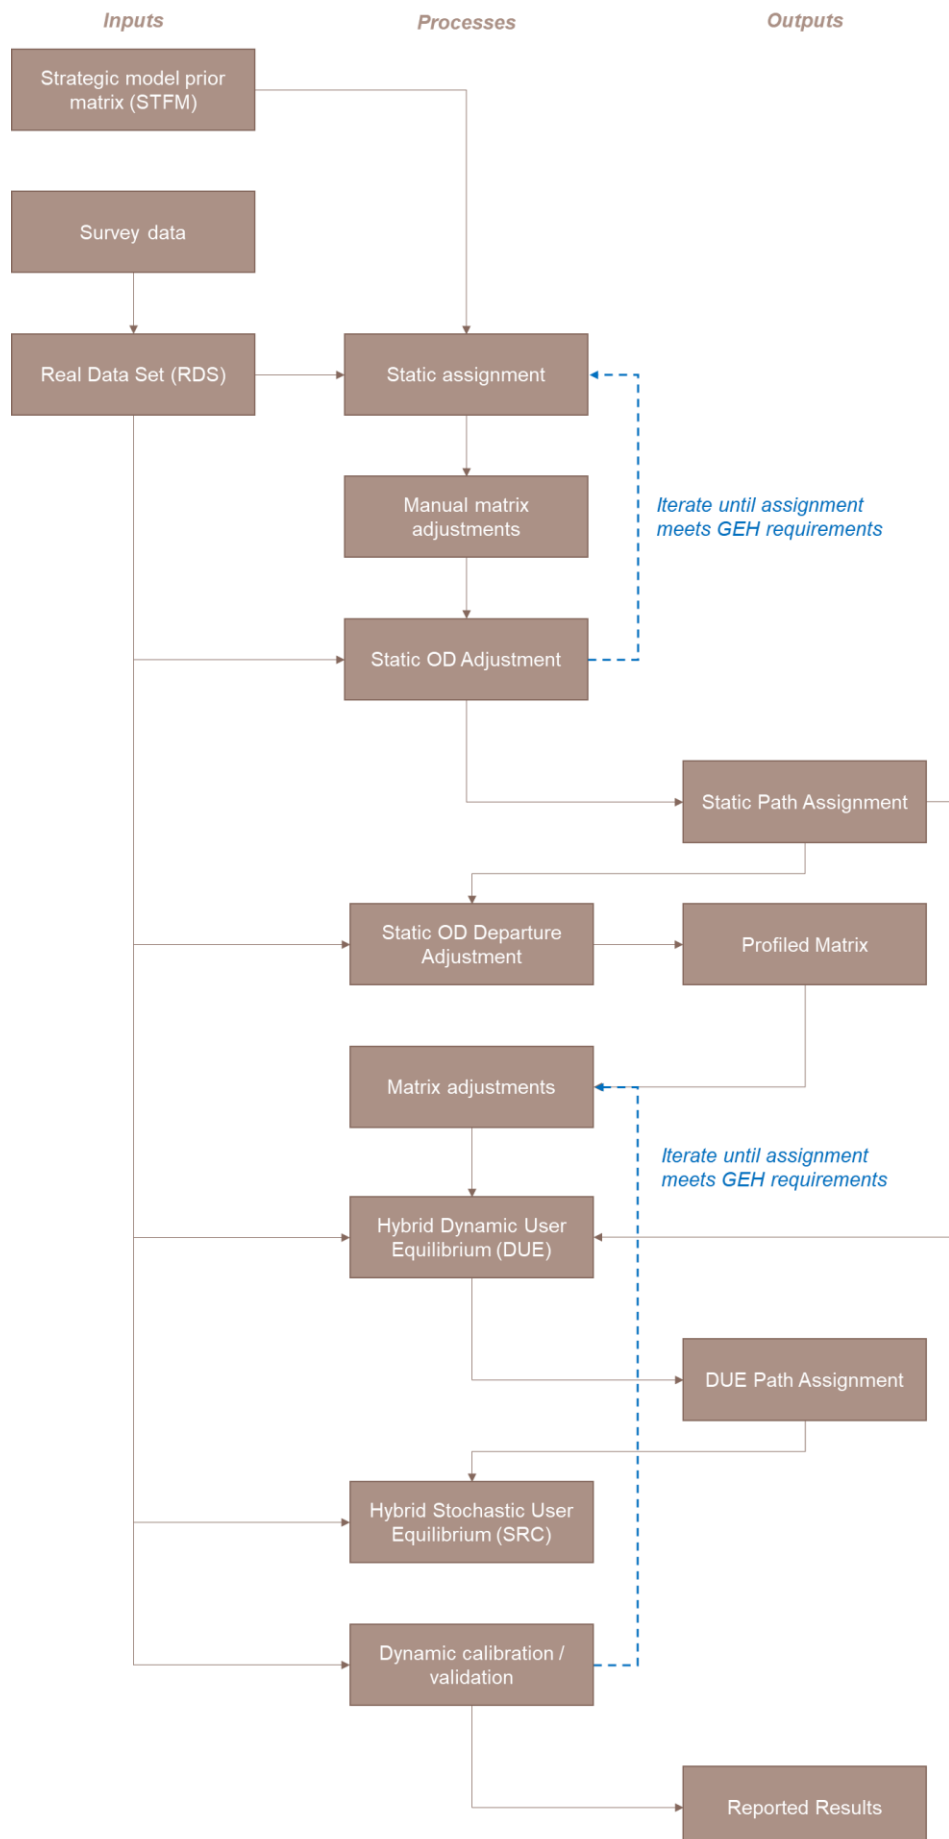 Inputs
Processes
Outputs
Strategic model prior
matrix (STFM)
Survey data
Real Data Set (RDS)
Static assignment
Manual matrix
adjustments
Iterate until assignment
meets GEH requirements
Static OD Adjustment
Static Path Assignment
Static OD Departure
Adjustment
Profiled Matrix
Matrix adjustments
Iterate until assignment
meets GEH requirements
Hybrid Dynamic User
Equilibrium (DUE)
DUE Path Assignment
Hybrid Stochastic User
Equilibrium (SRC)
Dynamic calibration /
validation
Reported Results